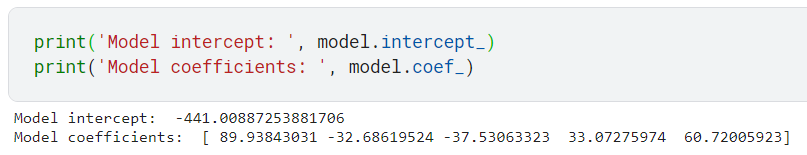 print('Model intercept: ', model.intercept_)
print('Model coefficients: ', model.coef_)
Model intercept:  -441.00887253881706
Model coefficients:  [ 89.93843031 -32.68619524 -37.53063323  33.07275974  60.72005923]